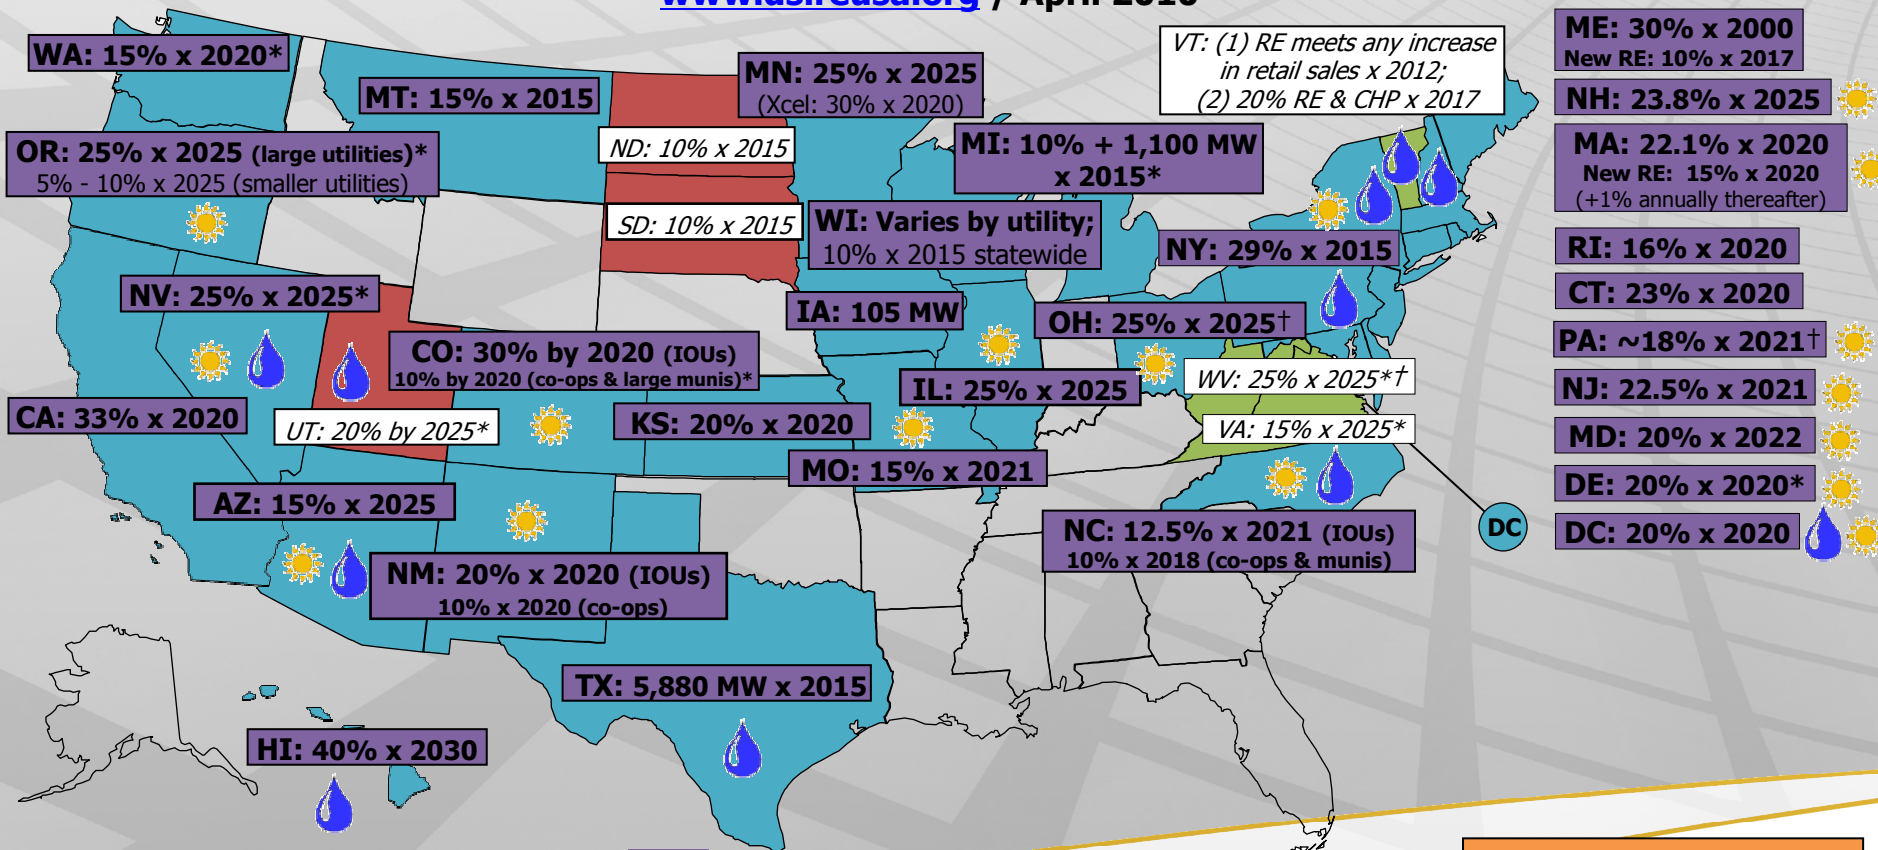 www.dsireusa.org / April 2010
WA: 15% x 2020*
MT: 15% x 2015
MN: 25% x 2025
(Xcel: 30% x 2020)
VT: (1) RE meets any increase
in retail sales x 2012;
(2) 20% RE & CHP x 2017
ME: 30% x 2000
New RE: 10% x 2017
NH: 23.8% x 2025
OR: 25% x 2025 (large utilities)*
5% - 10% x 2025 (smaller utilities)
ND: 10% x 2015
MI: 10% + 1,100 MW
x 2015*
MA: 22.1% x 2020
New RE: 15% x 2020
(+1% annually thereafter)
SD: 10% x 2015
WI: Varies by utility;
10% x 2015 statewide
NY: 29% x 2015
RI: 16% x 2020
NV: 25% x 2025*
IA: 105 MW
OH: 25% x 2025†
CT: 23% x 2020
CO: 30% by 2020 (IOUs)
10% by 2020 (co-ops & large munis)*
PA: ~18% x 2021†
IL: 25% x 2025
WV: 25% x 2025*†
NJ: 22.5% x 2021
CA: 33% x 2020
UT: 20% by 2025*
KS: 20% x 2020
VA: 15% x 2025*
MD: 20% x 2022
MO: 15% x 2021
DE: 20% x 2020*
AZ: 15% x 2025
DC
DC: 20% x 2020
NC: 12.5% x 2021 (IOUs)
10% x 2018 (co-ops & munis)
NM: 20% x 2020 (IOUs)
10% x 2020 (co-ops)
TX: 5,880 MW x 2015
HI: 40% x 2030